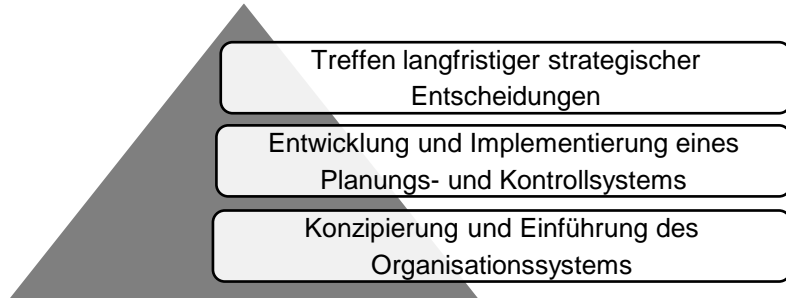 Treffen langfristiger strategischer
Entscheidungen
Entwicklung und Implementierung eines
Planungs- und Kontrollsystems
Konzipierung und Einführung des
Organisationssystems